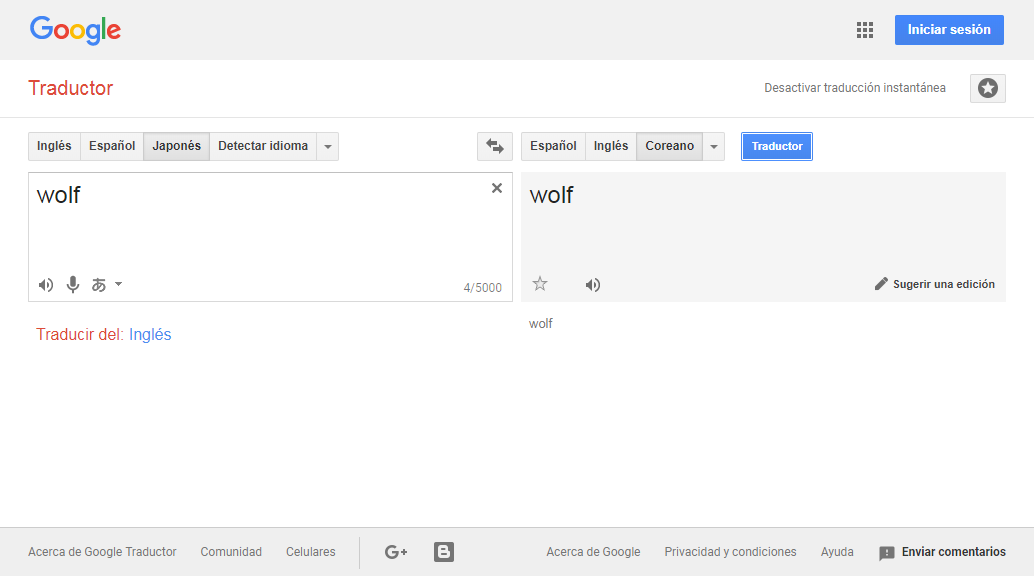 Google
Iniciar sesión
Traductor
Desactivar traducción instantánea
Inglés Español Japonés Detectar idioma
Español Inglés Coreano Traductor
wolf
wolf
あ
4/5000
Sugerir una edición
Traducir del: Inglés
wolf
Acerca de Google Traductor Comunidad Celulares G+ B Acerca de Google Privacidad y condiciones Ayuda Enviar comentarios